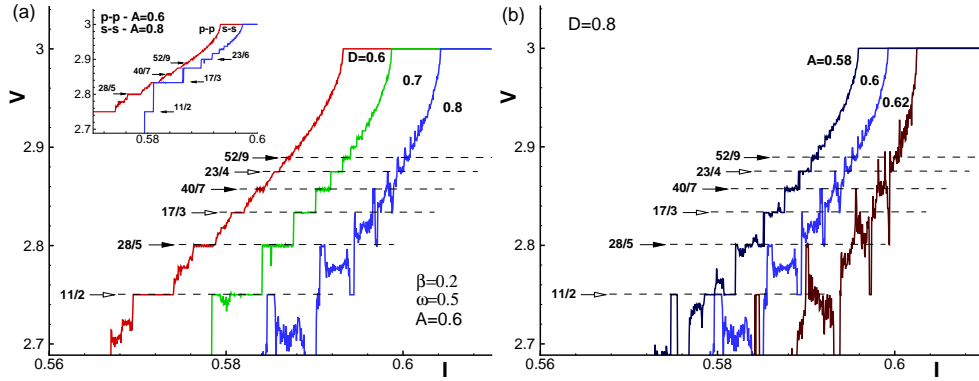 (a)
p-p - A=0.6
s-s - A=0.8
3
2.9
2.8
2.7
p-p
s-s
52/9
40/7
28/5
23/6
17/3
11/2
0.58
0.6
V
3
2.9
2.8
2.7
D=0.6
0.7
0.8
52/9
23/4
40/7
17/3
28/5
11/2
β=0.2
ω=0.5
A=0.6
0.56
0.58
0.6
I
(b)
D=0.8
V
3
2.9
2.8
2.7
A=0.58
0.6
0.62
52/9
23/4
40/7
17/3
28/5
11/2
0.56
0.58
0.6
I